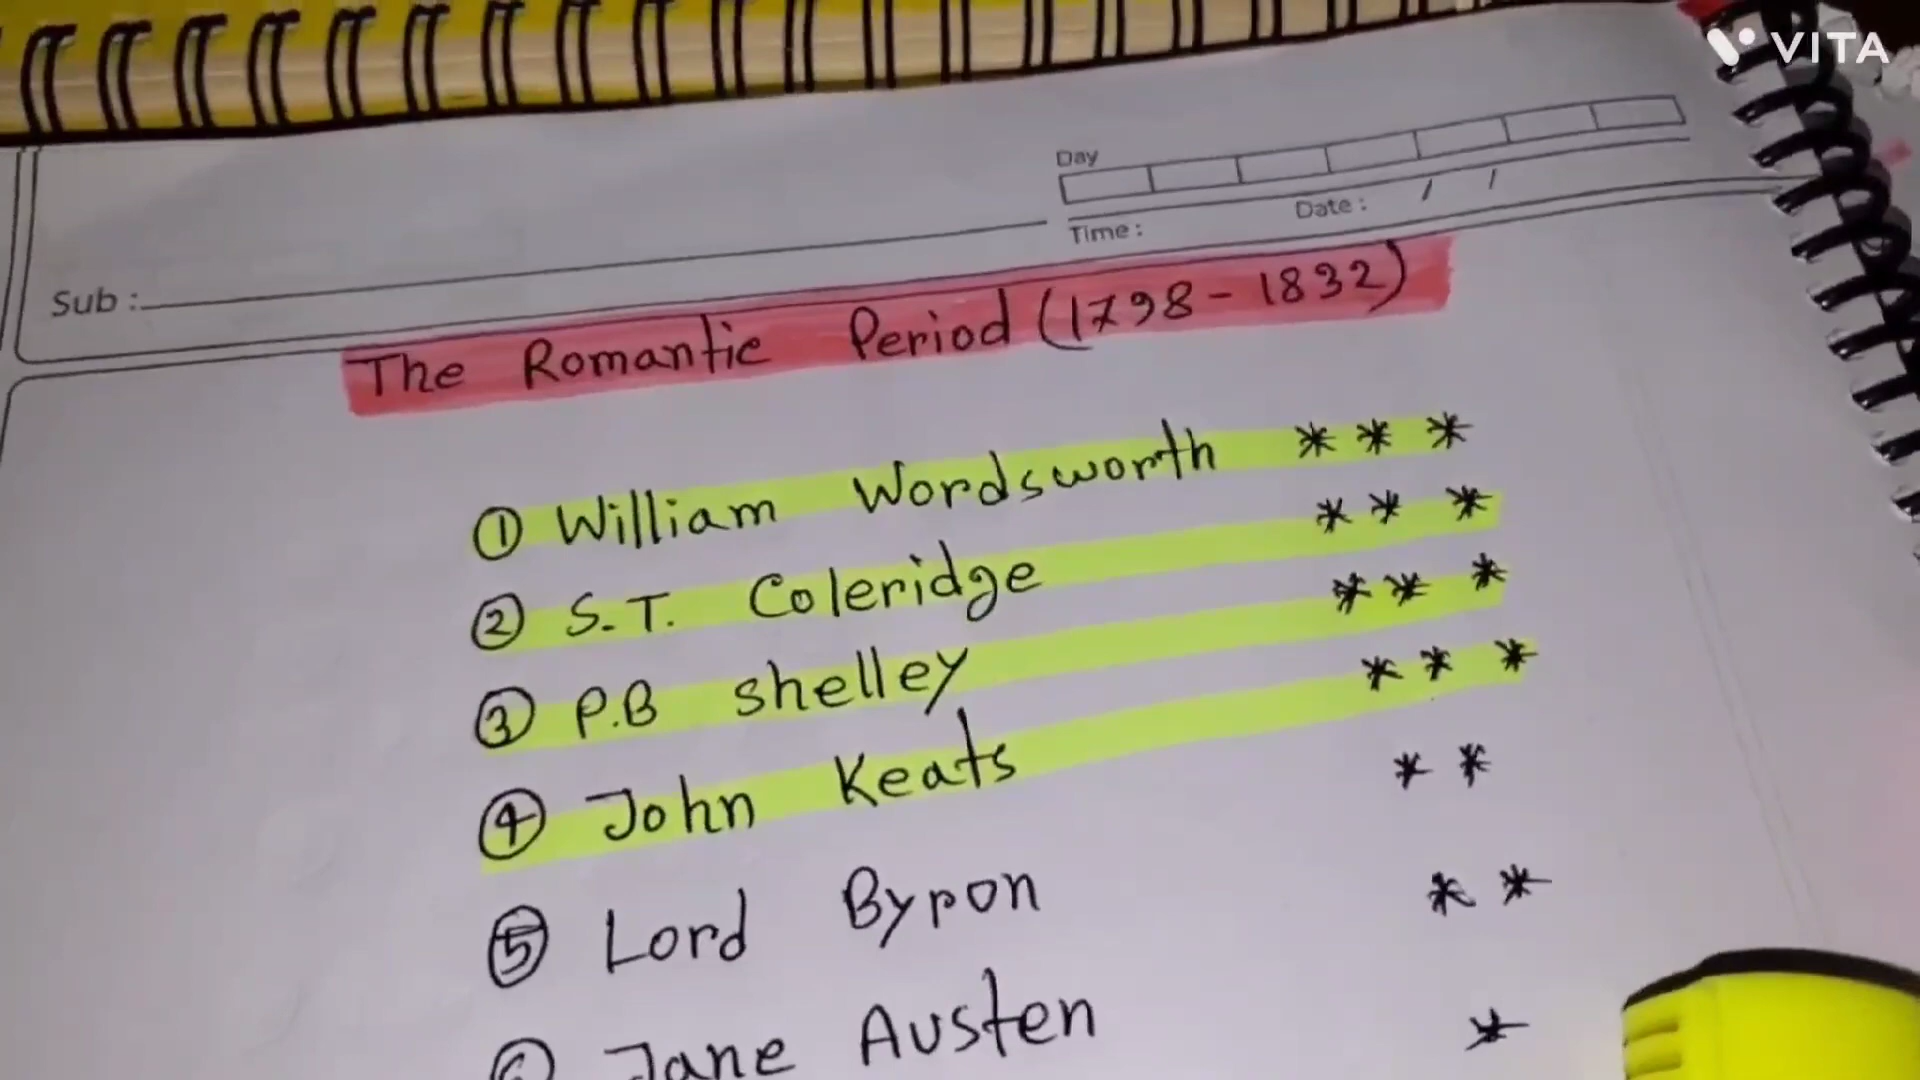 VITA
Day
Time: Date: / /
Sub:
The Romantic Period (1798-1832)
① William Wordsworth ***
② S.T. Coleridge ***
③ P.B shelley ***
④ John Keats ***
⑤ Lord Byron **
Jane Austen **
*